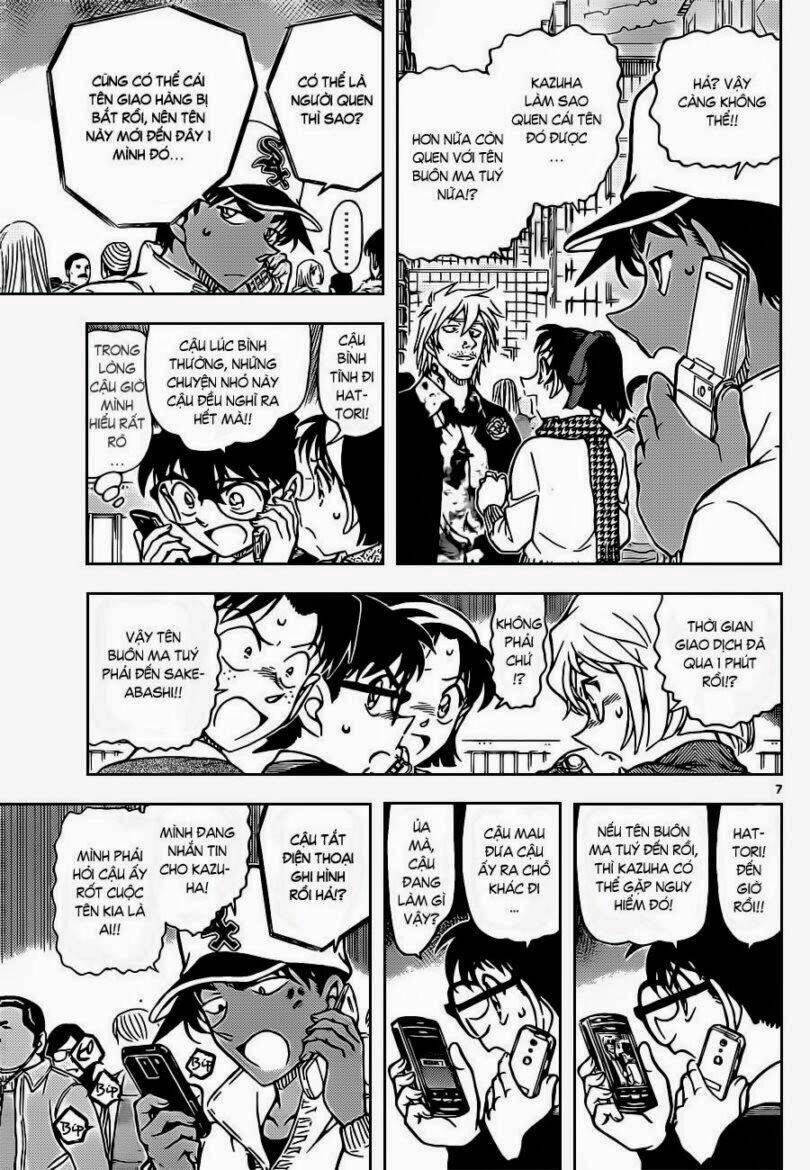 HẢ? VẬY
CÀNG KHÔNG
THỂ!!
KAZUHA
LÀM SAO
QUEN CÁI TÊN
ĐÓ ĐƯỢC
...
HƠN NỮA CÒN
QUEN VỚI TÊN
BUÔN MA TUÝ
NỮA!?
CÓ THỂ LÀ
NGƯỜI QUEN
THÌ SAO?
CŨNG CÓ THỂ CÁI
TÊN GIAO HÀNG BỊ
BẮT RỒI, NÊN TÊN
NÀY MỚI ĐẾN ĐÂY 1
MÌNH ĐÓ...
......
CẬU
BÌNH
TĨNH ĐI
HAT-
TORI!
CẬU LÚC BÌNH
THƯỜNG, NHỮNG
CHUYỆN NHỎ NÀY
CẬU ĐỀU NGHĨ RA
HẾT MÀ!!
TRONG
LÒNG
CẬU GIỜ
MÌNH
HIỂU RẤT
RÕ
...
THỜI GIAN
GIAO DỊCH ĐÃ
QUA 1 PHÚT
RỒI!?
KHÔNG
PHẢI
CHỨ
!?
VẬY TÊN
BUÔN MA TUÝ
PHẢI ĐẾN SAKE-
ABASHI!!
7
HAT-
TORI!
ĐẾN
GIỜ
RỒI!!
NẾU TÊN BUÔN
MA TUÝ ĐẾN RỒI,
THÌ KAZUHA CÓ
THỂ GẶP NGUY
HIỂM ĐÓ!
CẬU MAU
ĐƯA CẬU
ẤY RA CHỖ
KHÁC ĐI
...
ỦA
MÀ, CẬU
ĐANG
LÀM GÌ
VẬY?
CẬU TẮT
ĐIỆN THOẠI
GHI HÌNH
RỒI HẢ!?
MÌNH ĐANG
NHẮN TIN
CHO KAZU-
HA!
MÌNH PHẢI
HỎI CẬU ẤY
RỐT CUỘC
TÊN KIA LÀ
AI!!
BÍP
BÍP
BÍP